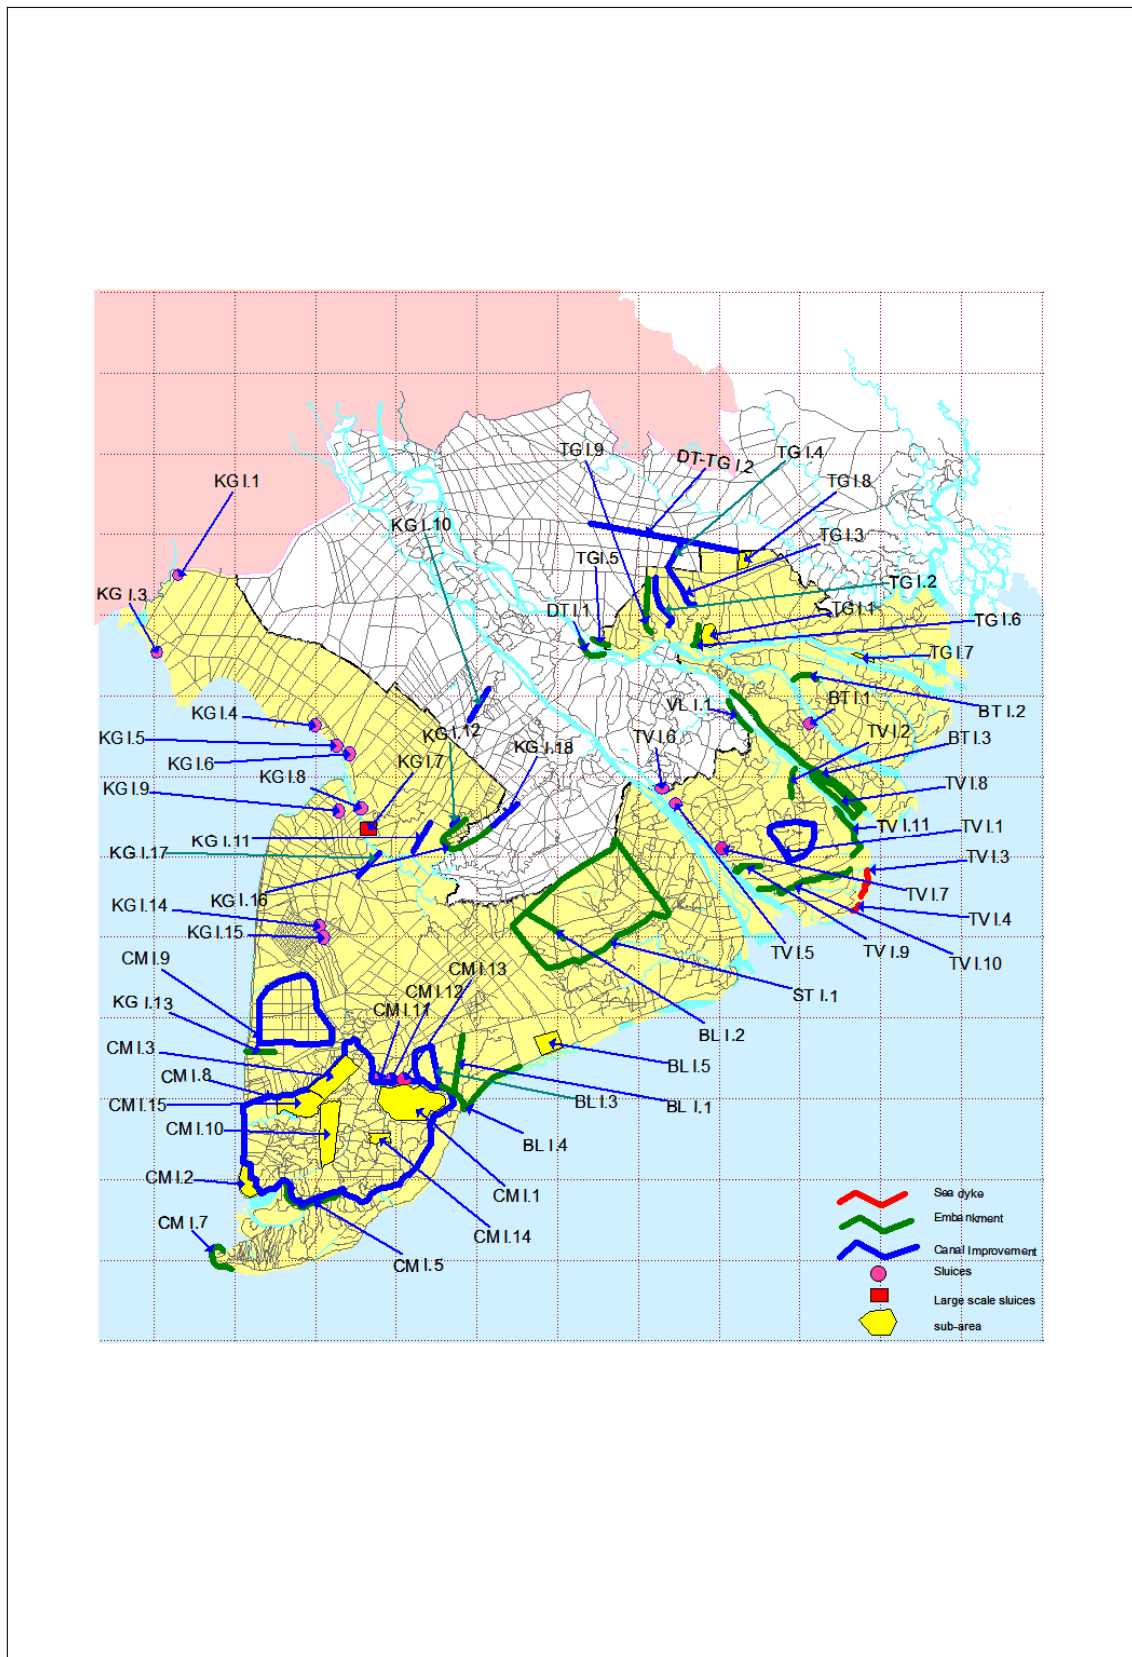 TG I.9
DT-TG I.2
TG I.4
TG I.8
KG I.1
KG I.10
TG I.3
TG I.5
TG I.2
KG I.3
DT I.1
TG I.1
TG I.6
TG I.7
KG I.4
VL I.1
BT I.1
BT I.2
KG I.12
TV I.2
KG I.5
KG I.18
TV I.6
BT I.3
KG I.6
KG I.7
KG I.8
KG I.9
TV I.8
KG I.11
TV I.11
TV I.1
KG I.17
TV I.3
KG I.16
TV I.7
KG I.14
TV I.4
KG I.15
TV I.5
TV I.9
TV I.10
CM I.9
CM I.13
CM I.12
ST I.1
KG I.13
CM I.11
BL I.2
CM I.3
BL I.5
CM I.8
BL I.3
BL I.1
CM I.15
CM I.10
BL I.4
CM I.2
CM I.1
CM I.7
CM I.14
CM I.5
Sea dyke
Embankment
Canal Improvement
Sluices
Large scale sluices
sub-area